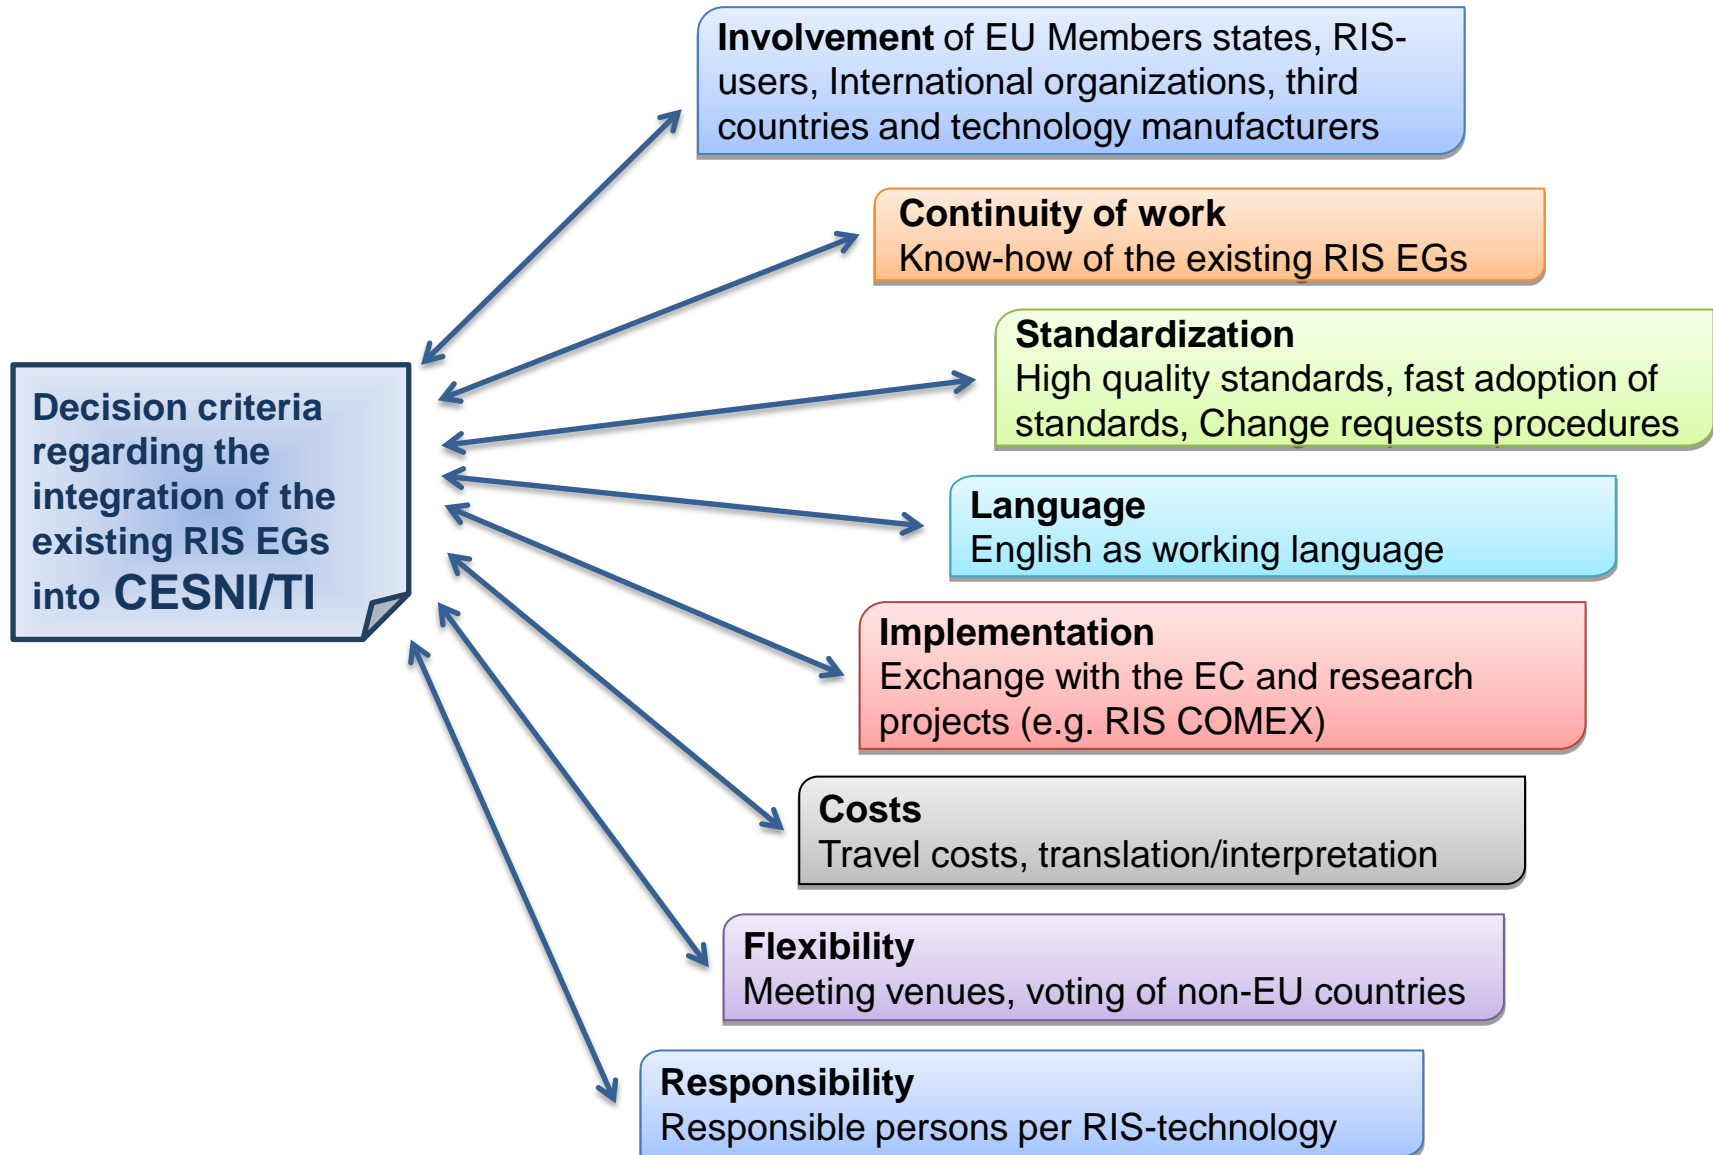 Involvement of EU Members states, RIS-
users, International organizations, third
countries and technology manufacturers
Continuity of work
Know-how of the existing RIS EGs
Standardization
High quality standards, fast adoption of
standards, Change requests procedures
Decision criteria
regarding the
integration of the
existing RIS EGs
into CESNI/TI
Language
English as working language
Implementation
Exchange with the EC and research
projects (e.g. RIS COMEX)
Costs
Travel costs, translation/interpretation
Flexibility
Meeting venues, voting of non-EU countries
Responsibility
Responsible persons per RIS-technology